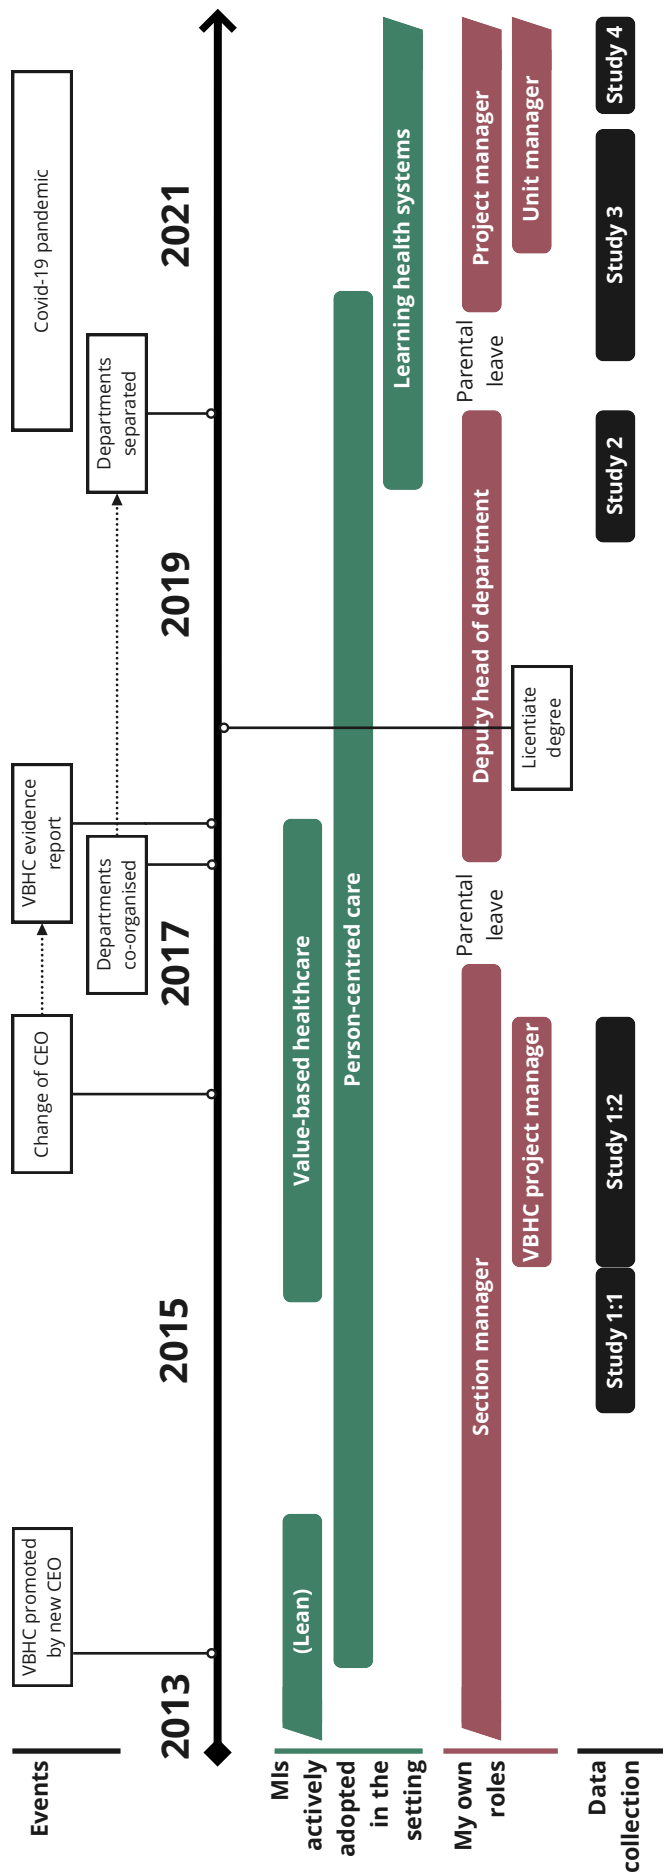 Events
VBHC promoted
by new CEO
Change of CEO
VBHC evidence
report
Covid-19 pandemic
Departments
co-organised
Departments
separated
2013
2015
2017
2019
2021
MIs
actively
adopted
in the
setting
(Lean)
Value-based healthcare
Person-centred care
Learning health systems
My own
roles
Section manager
Parental
leave
Deputy head of department
Parental
leave
Project manager
VBHC project manager
Licentiate
degree
Unit manager
Data
collection
Study 1:1
Study 1:2
Study 2
Study 3
Study 4